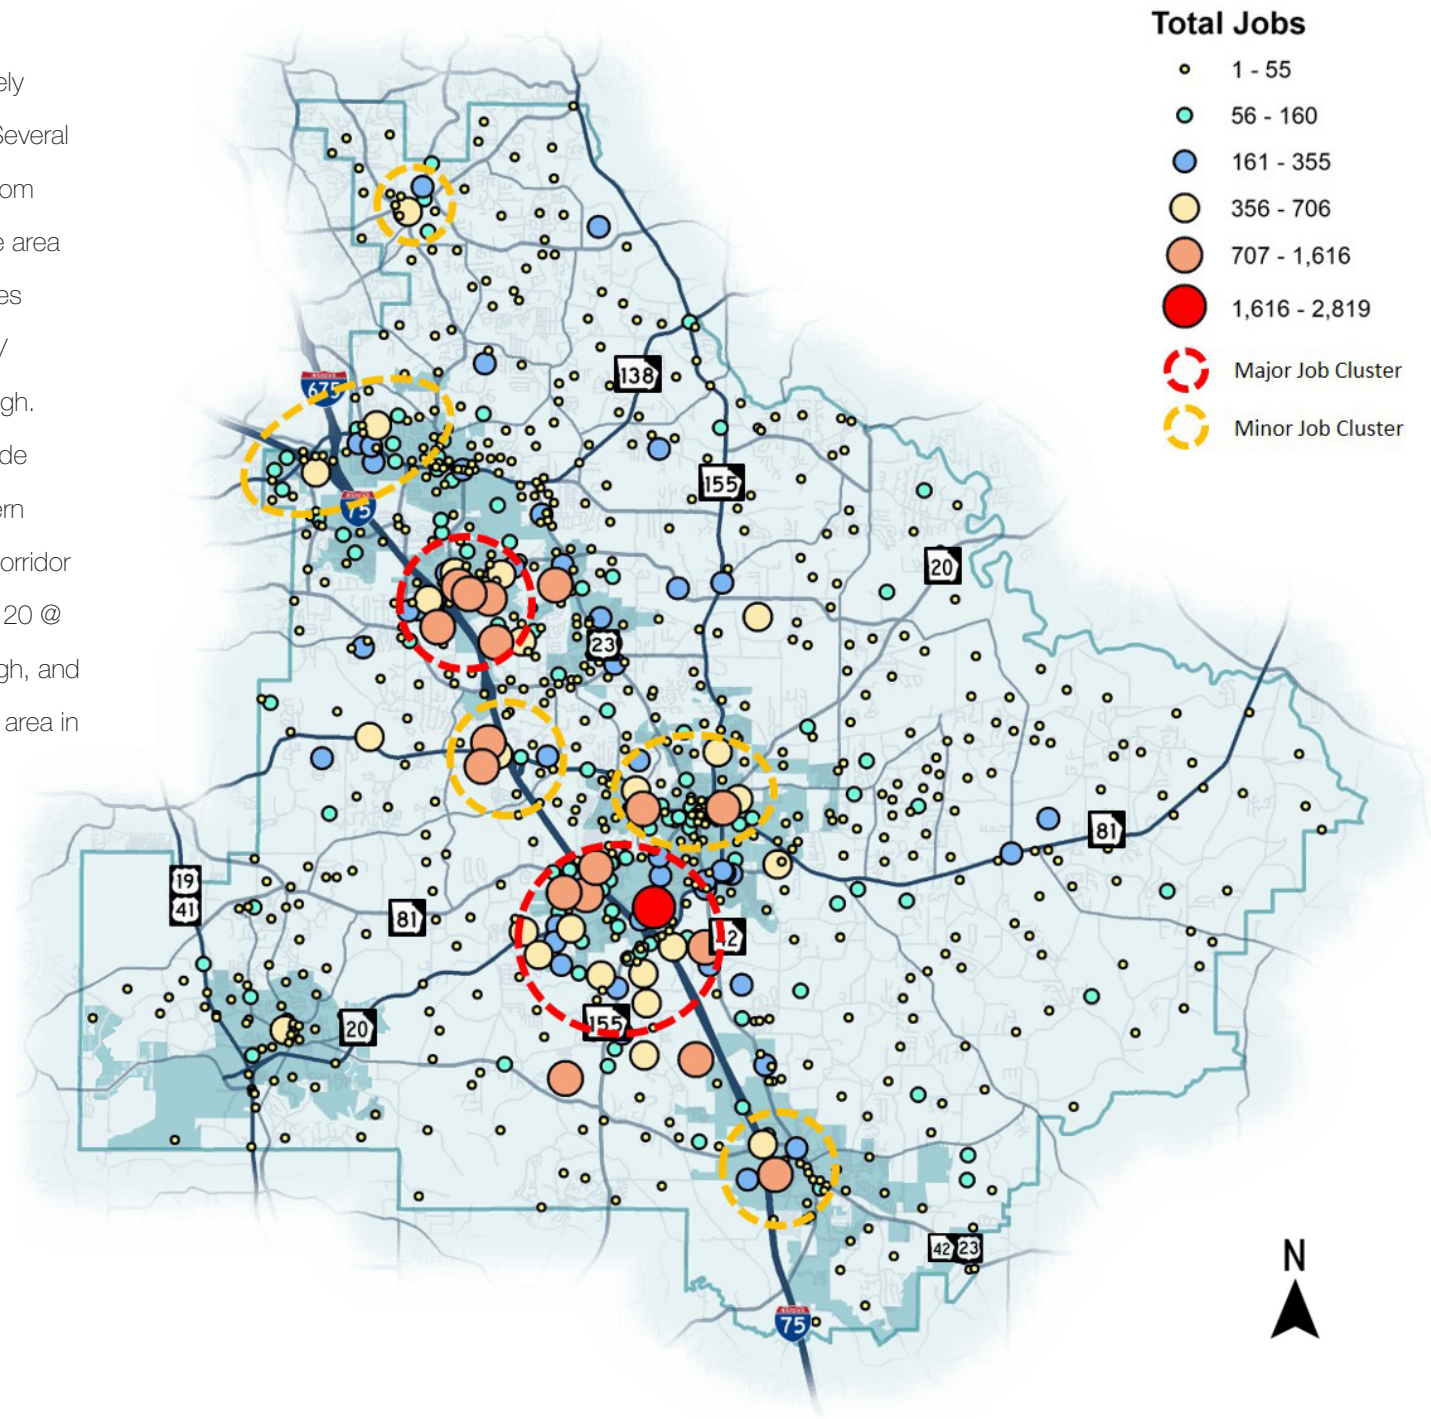 ely
Several
om
e area
es
/
gh.
de
ern
orridor
20 @
gh, and
area in
Total Jobs
1 - 55
56 - 160
161 - 355
356 - 706
707 - 1,616
1,616 - 2,819
Major Job Cluster
Minor Job Cluster
675
138
155
75
20
23
81
19
41
81
42
155
20
42 23
75
N